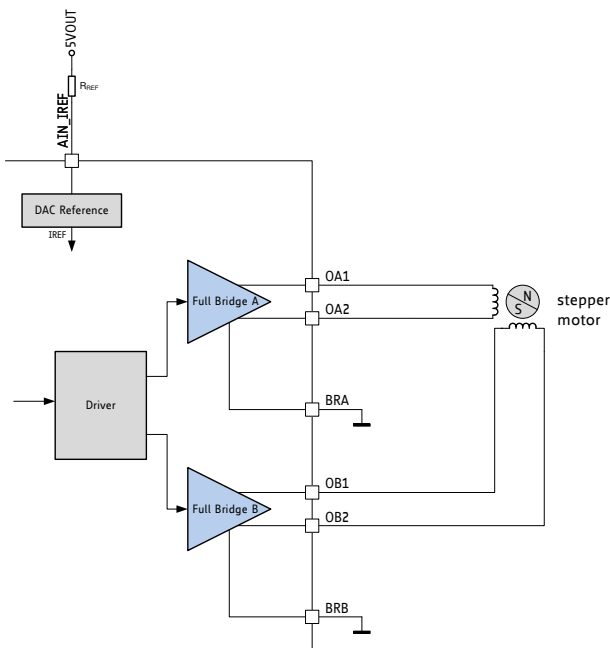 5VOUT
RREF
AIN_IREF
DAC Reference
IREF
OA1
Full Bridge A
OA2
N
S
stepper
motor
BRA
Driver
OB1
Full Bridge B
OB2
BRB